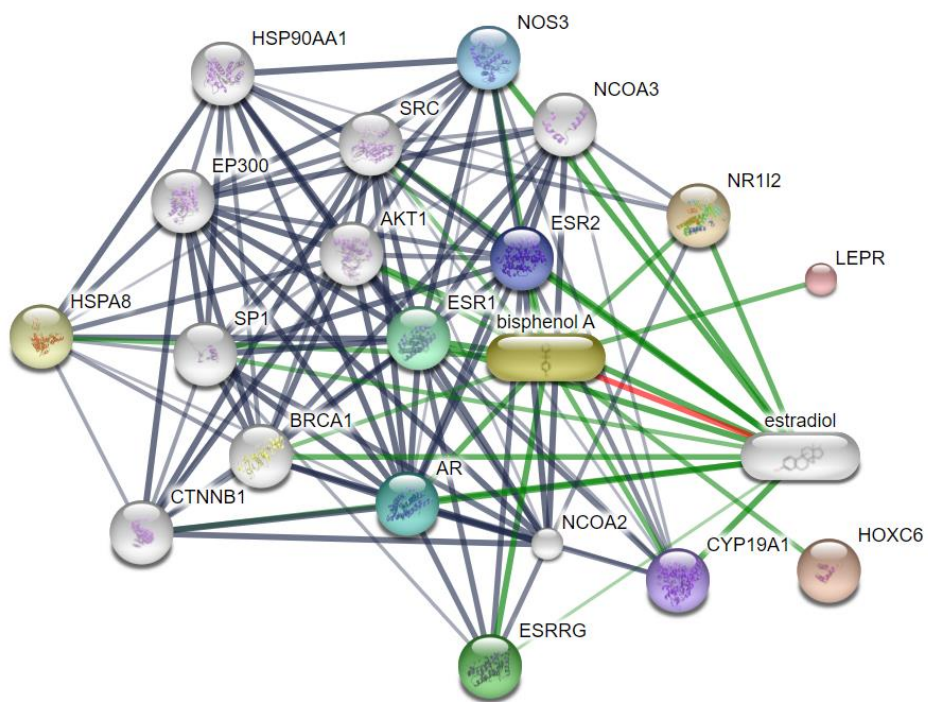 NOS3
HSP90AA1
NCOA3
SRC
EP300
NR1I2
AKT1
ESR2
LEPR
HSPA8
ESR1
SP1
bisphenol A
BRCA1
estradiol
AR
CTNNB1
NCOA2
CYP19A1
HOXC6
ESRRG